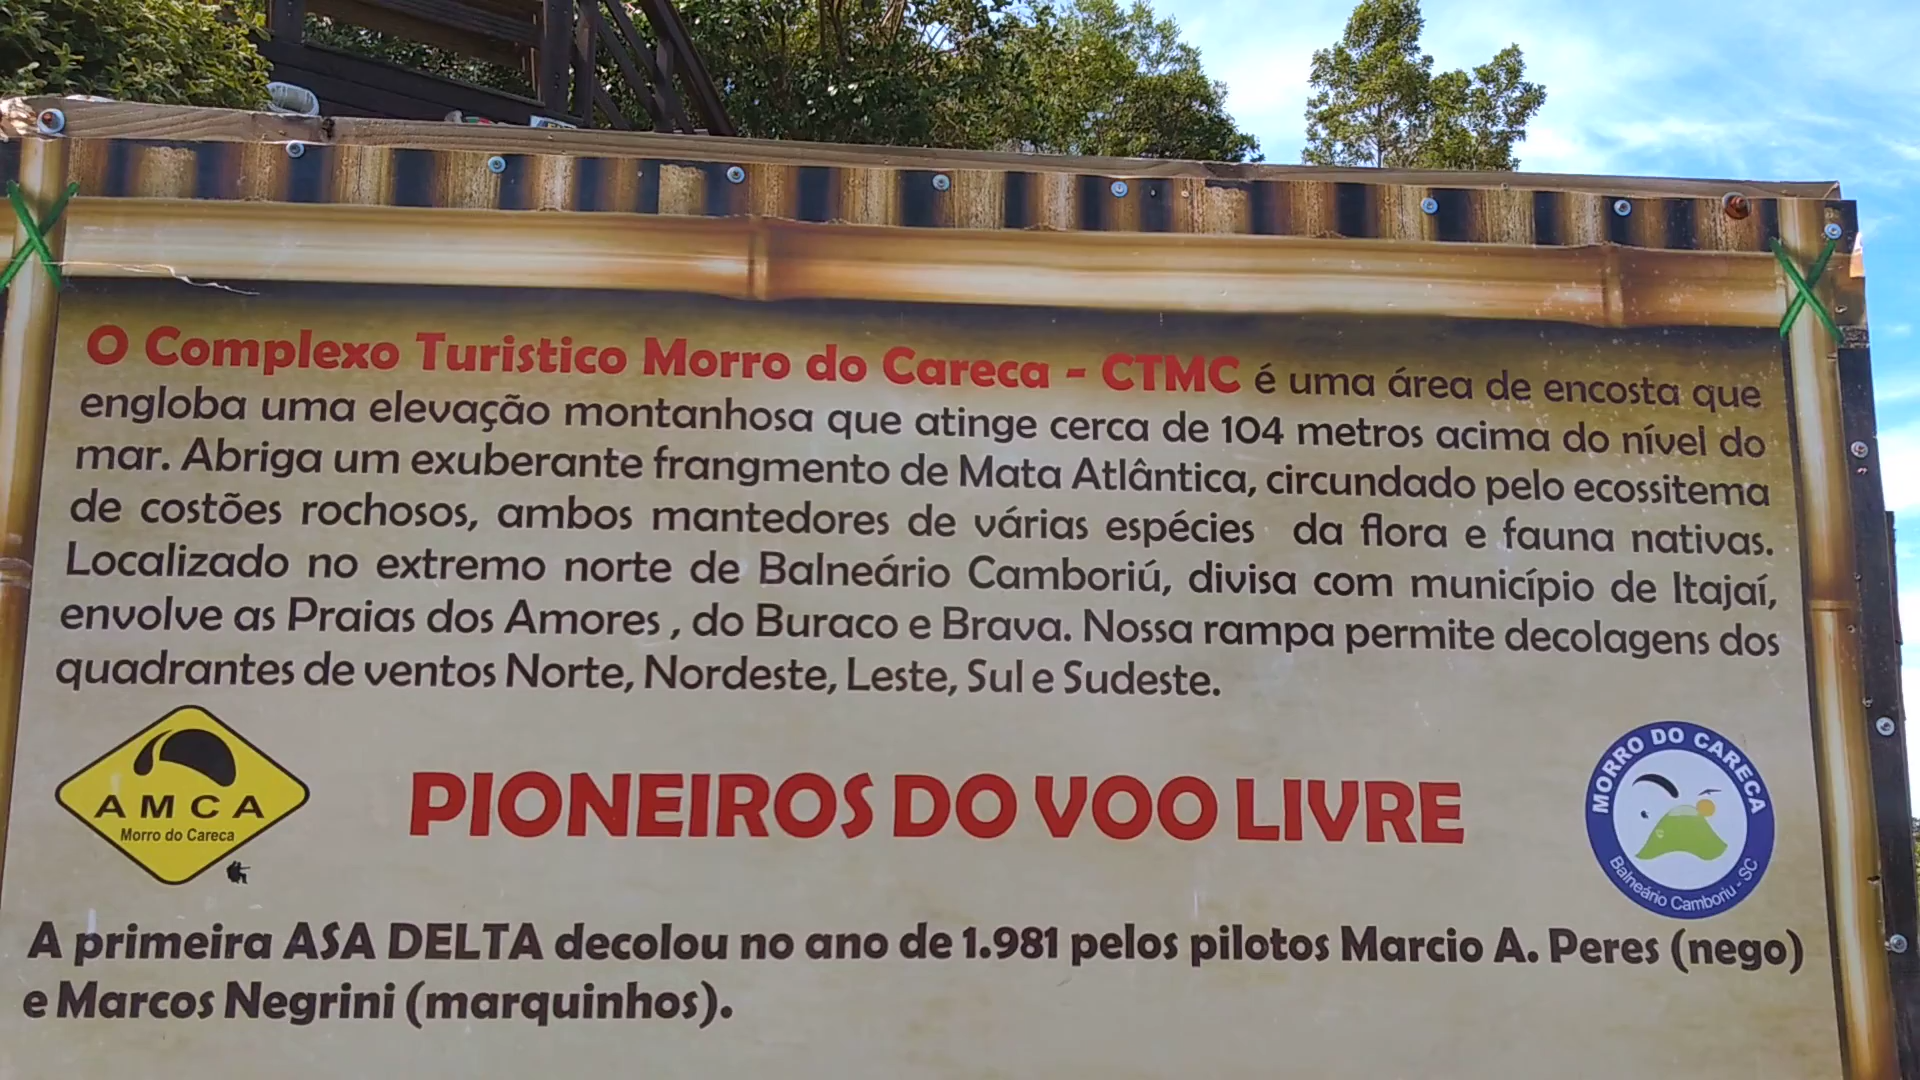 O Complexo Turistico Morro do Careca - CTMC é uma área de encosta que
engloba uma elevação montanhosa que atinge cerca de 104 metros acima do nível do
mar. Abriga um exuberante frangmento de Mata Atlântica, circundado pelo ecossitema
de costões rochosos, ambos mantedores de várias espécies da flora e fauna nativas.
Localizado no extremo norte de Balneário Camboriú, divisa com município de Itajaí,
envolve as Praias dos Amores , do Buraco e Brava. Nossa rampa permite decolagens dos
quadrantes de ventos Norte, Nordeste, Leste, Sul e Sudeste.
AMCA
Morro do Careca
PIONEIROS DO VOO LIVRE
MORRO DO CARECA
Balneário Camboriu - SC
A primeira ASA DELTA decolou no ano de 1.981 pelos pilotos Marcio A. Peres (nego)
e Marcos Negrini (marquinhos).